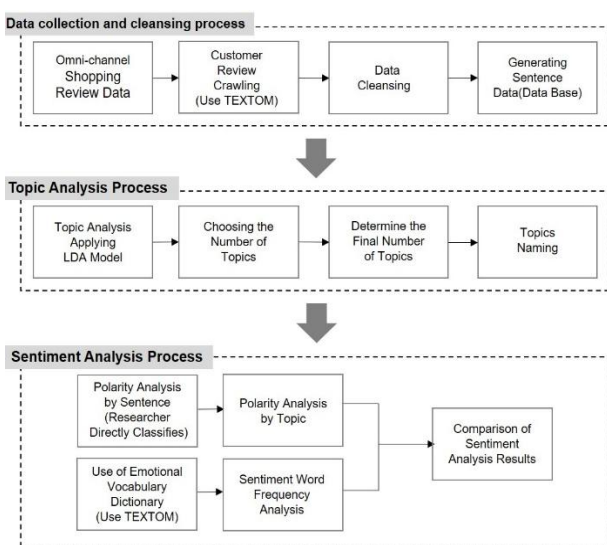 Data collection and cleansing process
Omni-channel
Shopping
Review Data
Customer
Review
Crawling
(Use TEXTOM)
Data
Cleansing
Generating
Sentence
Data(Data Base)
Topic Analysis Process
Topic Analysis
Applying
LDA Model
Choosing the
Number of
Topics
Determine the
Final Number
of Topics
Topics
Naming
Sentiment Analysis Process
Polarity Analysis
by Sentence
(Researcher
Directly Classifies)
Polarity Analysis
by Topic
Use of Emotional
Vocabulary
Dictionary
(Use TEXTOM)
Sentiment Word
Frequency
Analysis
Comparison of
Sentiment
Analysis Results